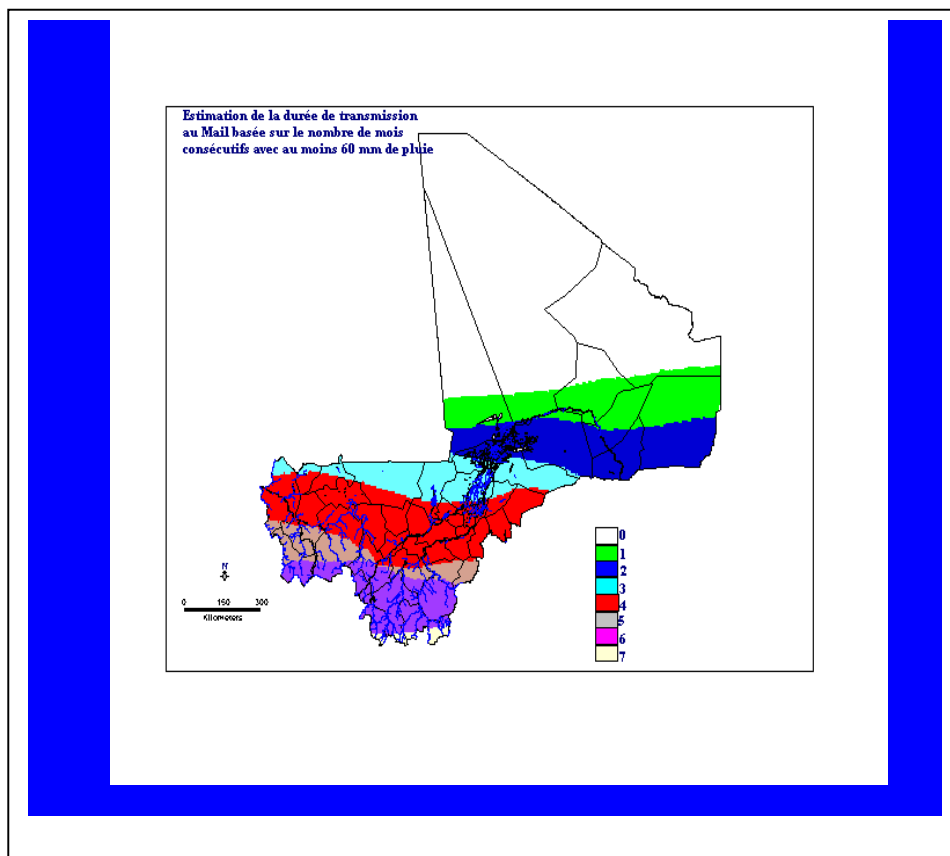 Estimation de la durée de transmission
au Mail basée sur le nombre de mois
consécutifs avec au moins 60 mm de pluie
0
1
2
3
4
5
6
7
N
0 150 300
Kilometers